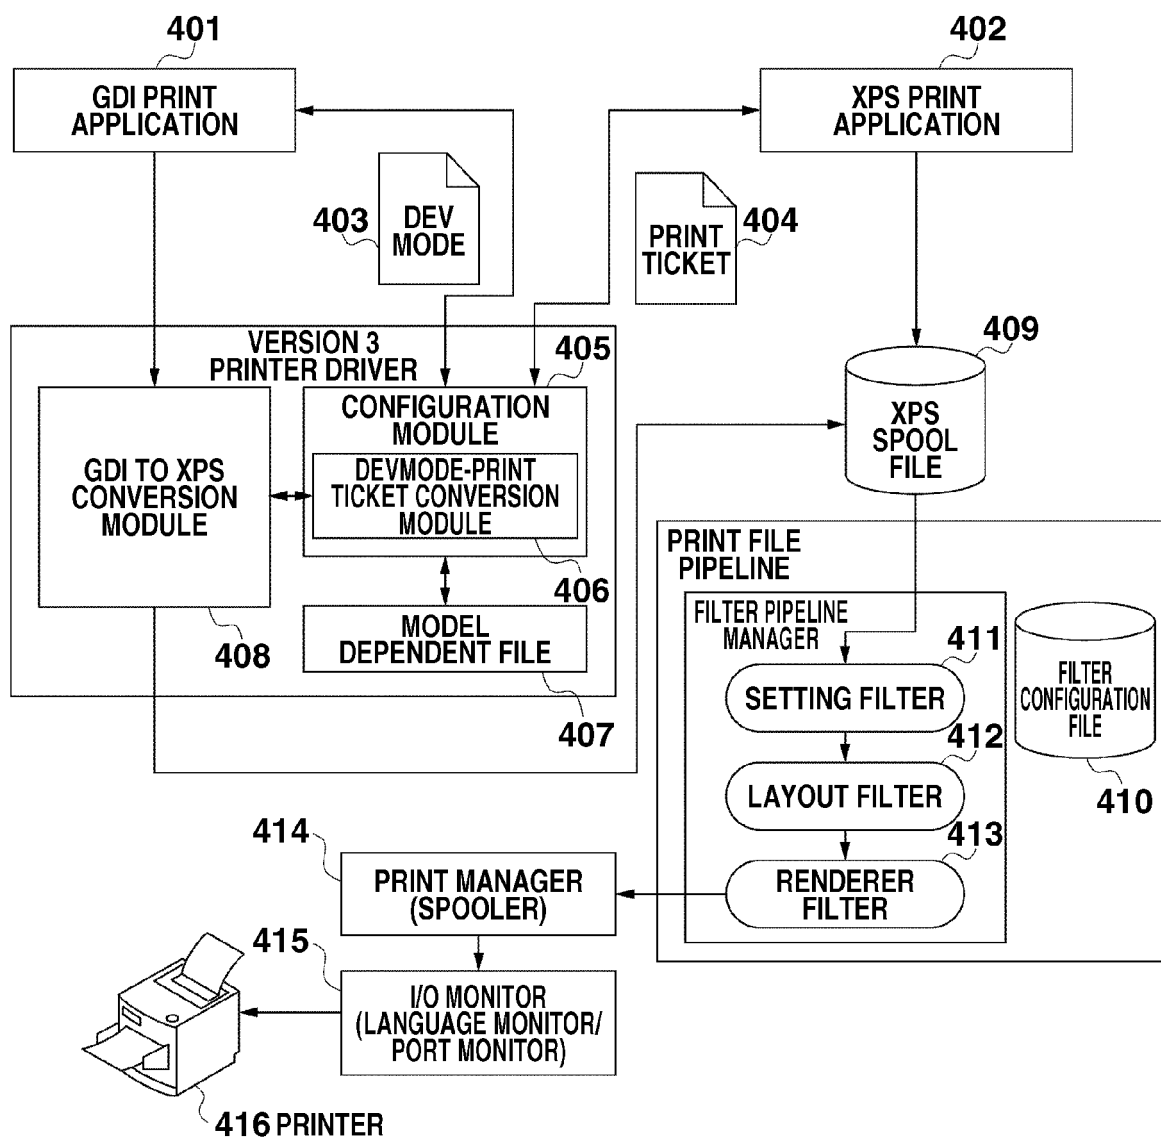 401
402
GDI PRINT
APPLICATION
XPS PRINT
APPLICATION
403
DEV
MODE
PRINT
TICKET
404
VERSION 3
PRINTER DRIVER
405
409
CONFIGURATION
MODULE
XPS
SPOOL
FILE
GDI TO XPS
CONVERSION
MODULE
DEVMODE-PRINT
TICKET CONVERSION
MODULE
406
408
MODEL
DEPENDENT FILE
407
PRINT FILE
PIPELINE
FILTER PIPELINE
MANAGER
411
SETTING FILTER
FILTER
CONFIGURATION
FILE
412
LAYOUT FILTER
410
413
RENDERER
FILTER
414
PRINT MANAGER
(SPOOLER)
415
I/O MONITOR
(LANGUAGE MONITOR/
PORT MONITOR)
416 PRINTER